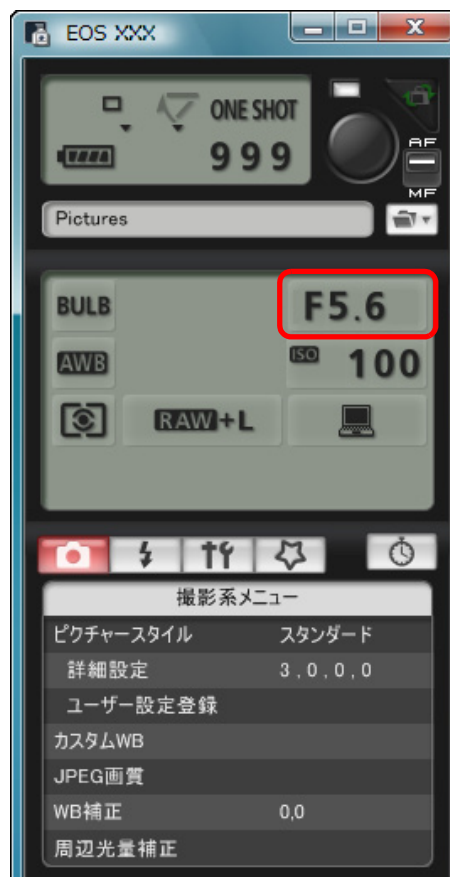 EOS XXX
ONE SHOT
999
AF
MF
Pictures
BULB
F5.6
AWB
ISO 100
RAW+L
撮影系メニュー
ピクチャースタイル スタンダード
詳細設定 3,0,0,0
ユーザー設定登録
カスタムWB
JPEG画質
WB補正 0,0
周辺光量補正